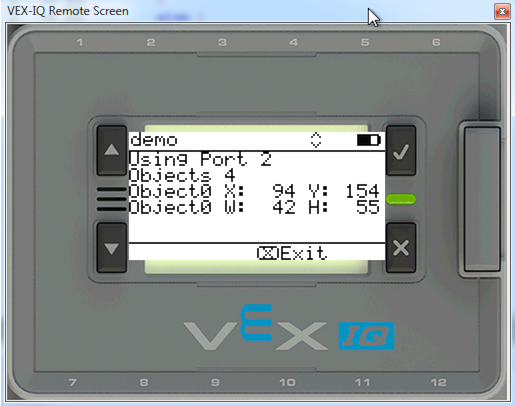 VEX-IQ Remote Screen
1 2 3 4 5 6
demo
Using Port 2
Objects 4
Object0 X: 94 Y: 154
Object0 W: 42 H: 55
Exit
VEX IQ
7 8 9 10 11 12